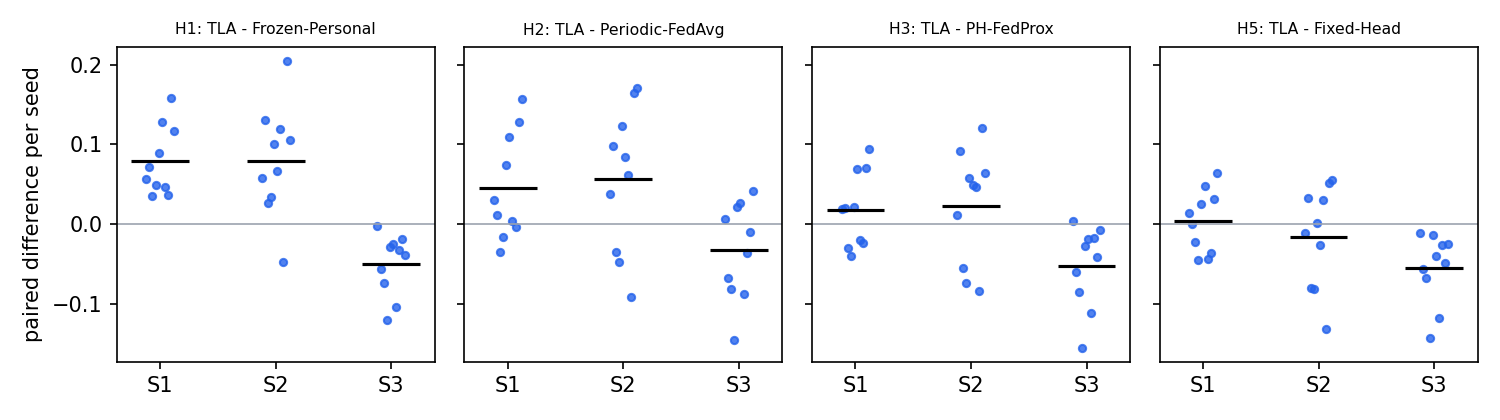 H1: TLA - Frozen-Personal
H2: TLA - Periodic-FedAvg
H3: TLA - PH-FedProx
H5: TLA - Fixed-Head
paired difference per seed
0.2
0.1
0.0
−0.1
S1 S2 S3
S1 S2 S3
S1 S2 S3
S1 S2 S3